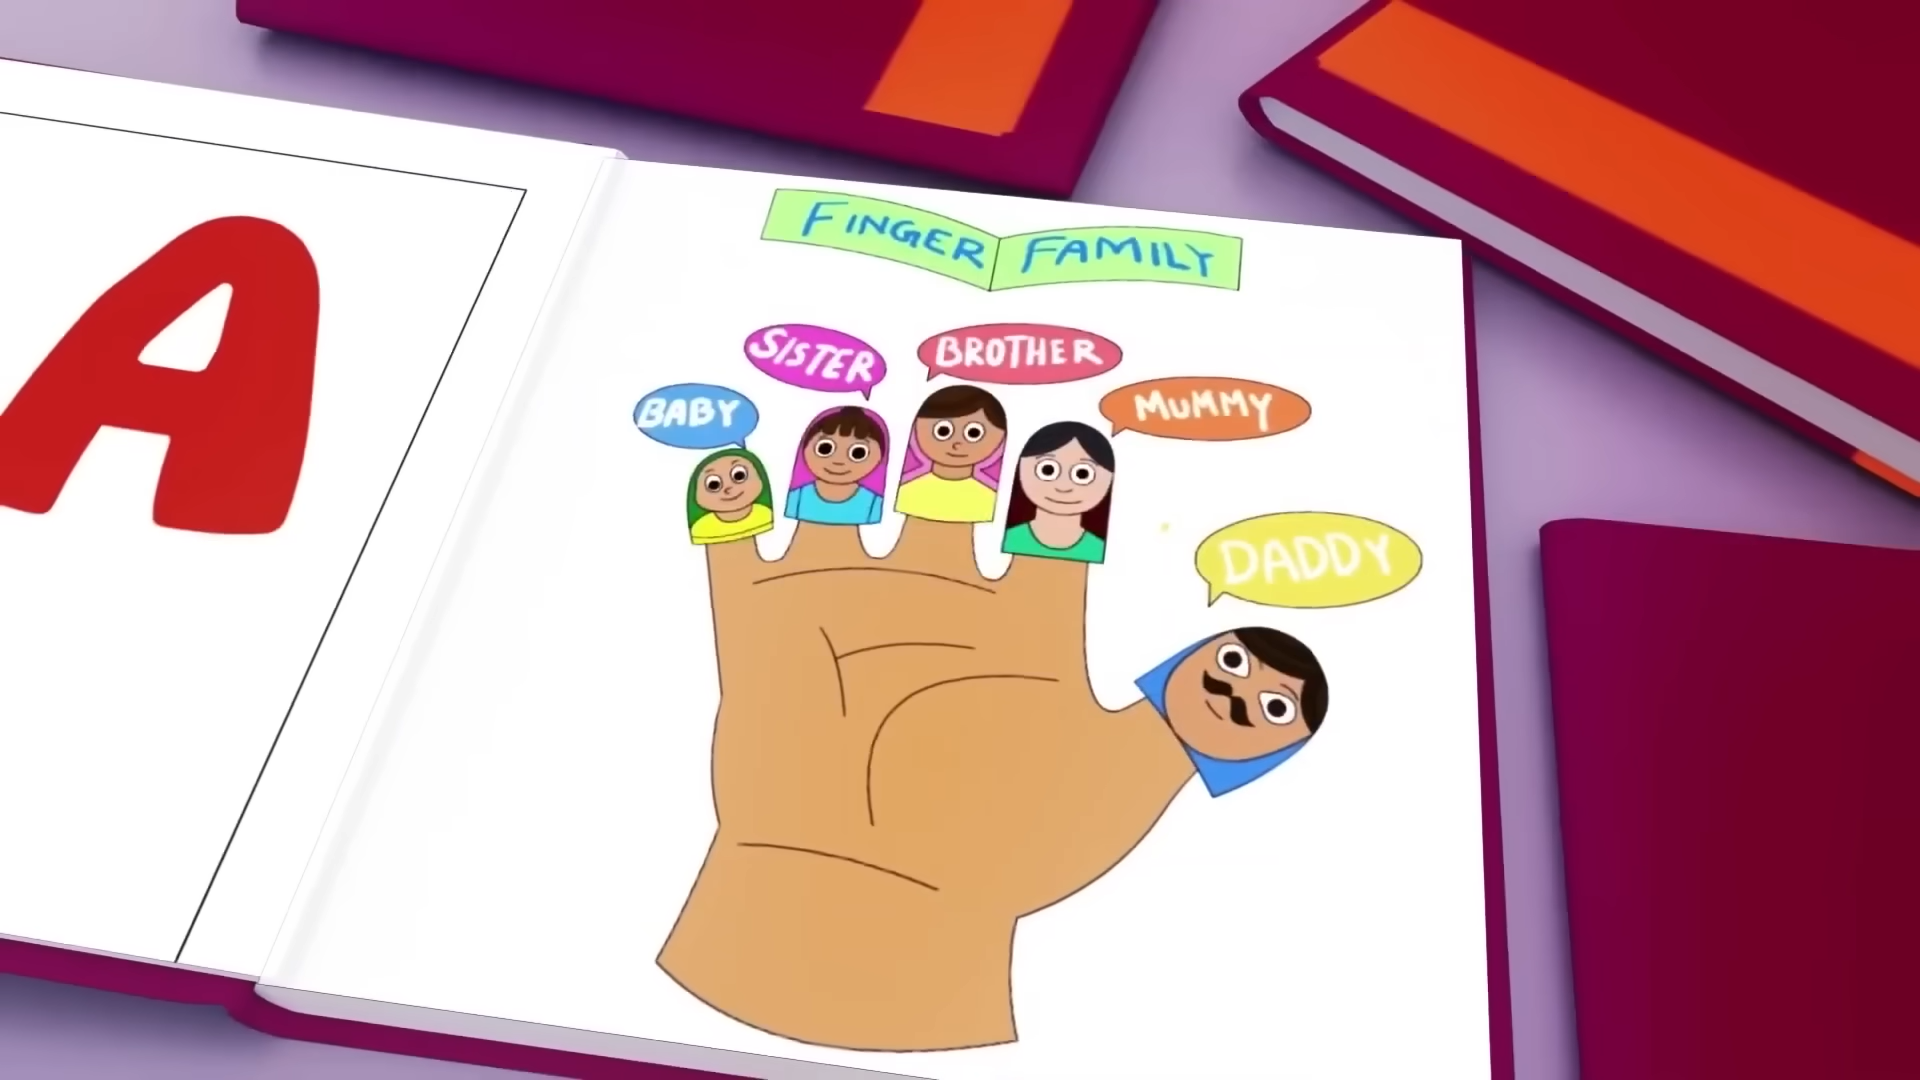 A
FINGER FAMILY
SISTER
BROTHER
BABY
MUMMY
DADDY